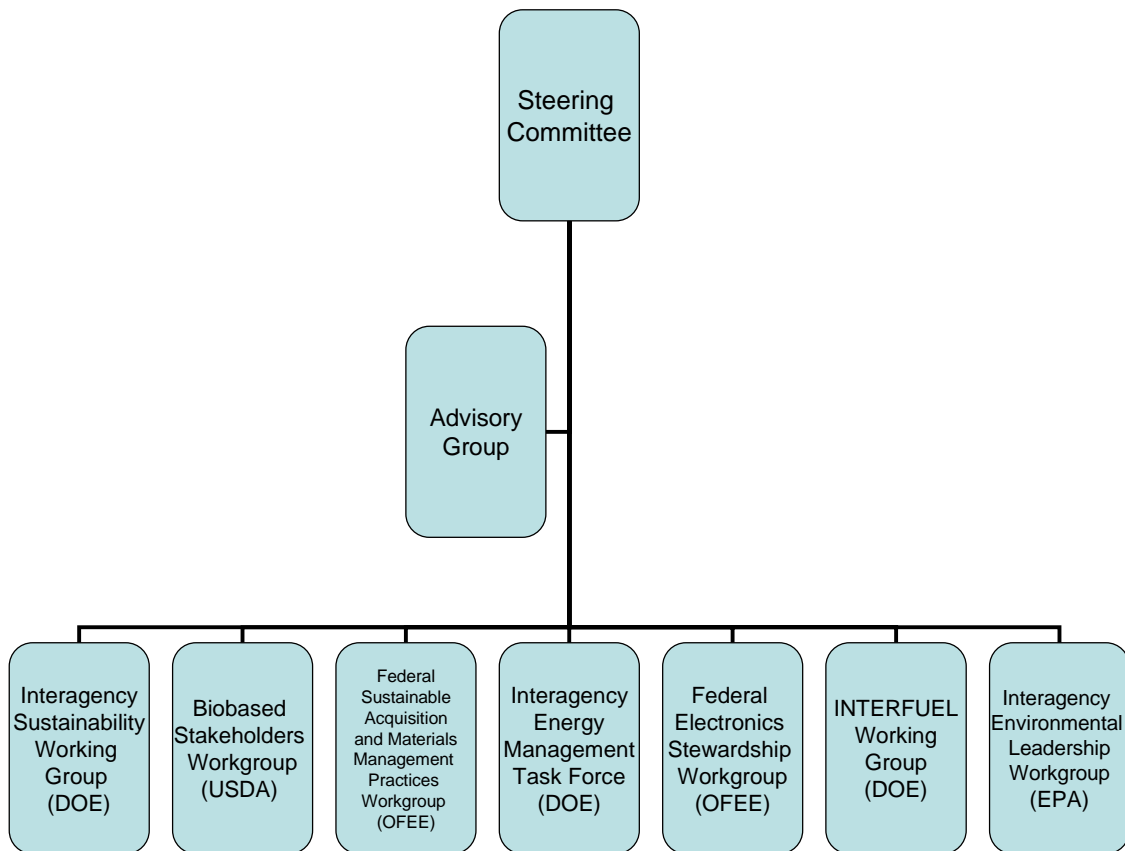 Steering
Committee
Advisory
Group
Interagency
Sustainability
Working
Group
(DOE)
Biobased
Stakeholders
Workgroup
(USDA)
Federal
Sustainable
Acquisition
and Materials
Management
Practices
Workgroup
(OFEE)
Interagency
Energy
Management
Task Force
(DOE)
Federal
Electronics
Stewardship
Workgroup
(OFEE)
INTERFUEL
Working
Group
(DOE)
Interagency
Environmental
Leadership
Workgroup
(EPA)